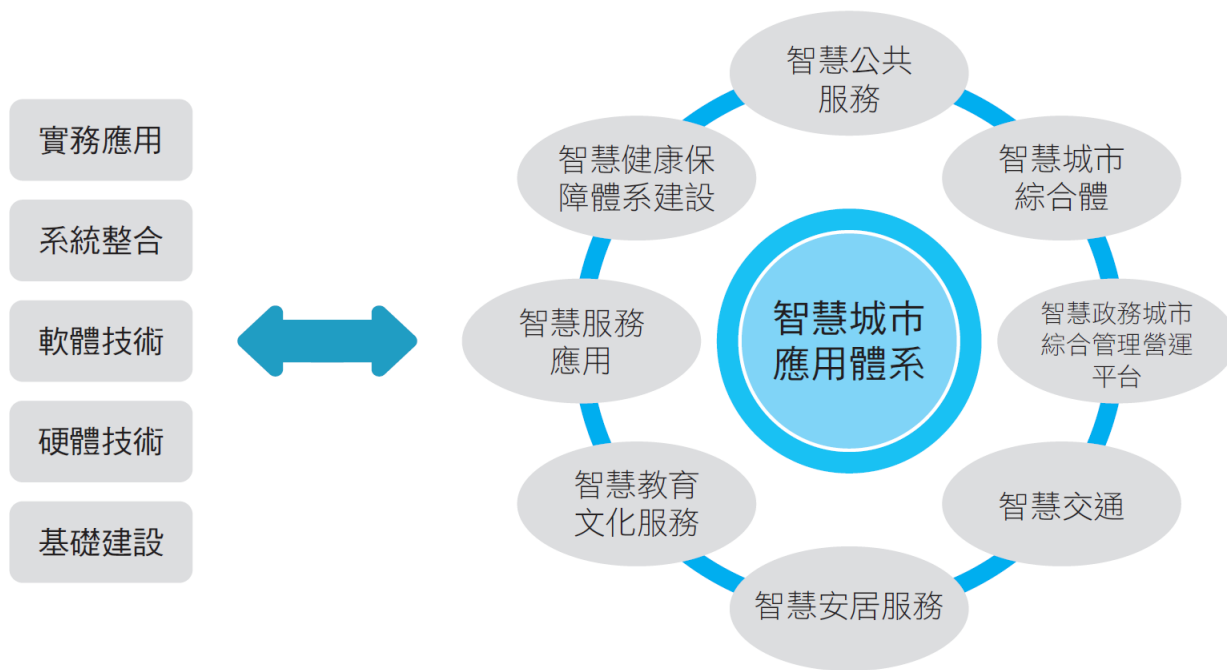 實務應用
系統整合
軟體技術
硬體技術
基礎建設
智慧公共
服務
智慧城市
綜合體
智慧政務城市
綜合管理營運
平台
智慧交通
智慧安居服務
智慧教育
文化服務
智慧服務
應用
智慧健康保
障體系建設
智慧城市
應用體系